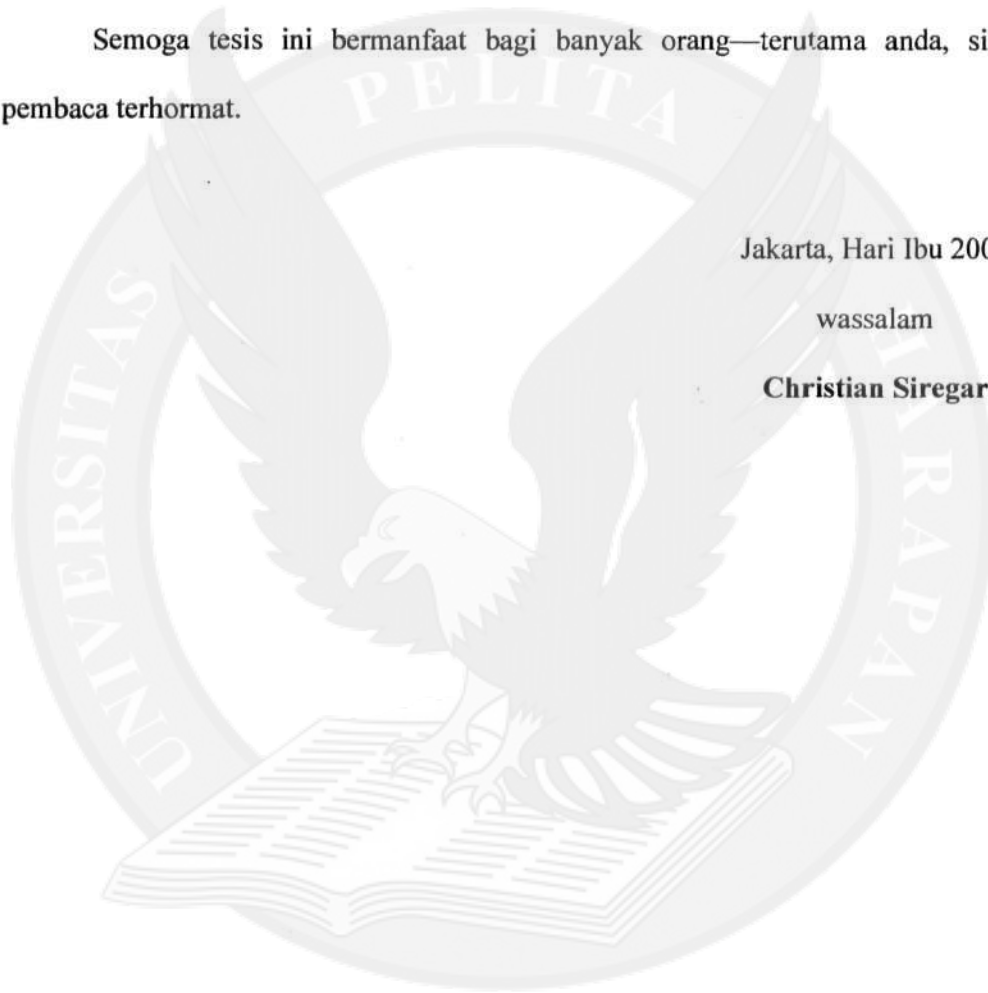 Semoga tesis ini bermanfaat bagi banyak orang—terutama anda, si
pembaca terhormat.
Jakarta, Hari Ibu 200
wassalam
Christian Siregar
UNIVERSITAS PELITA HARAPAN